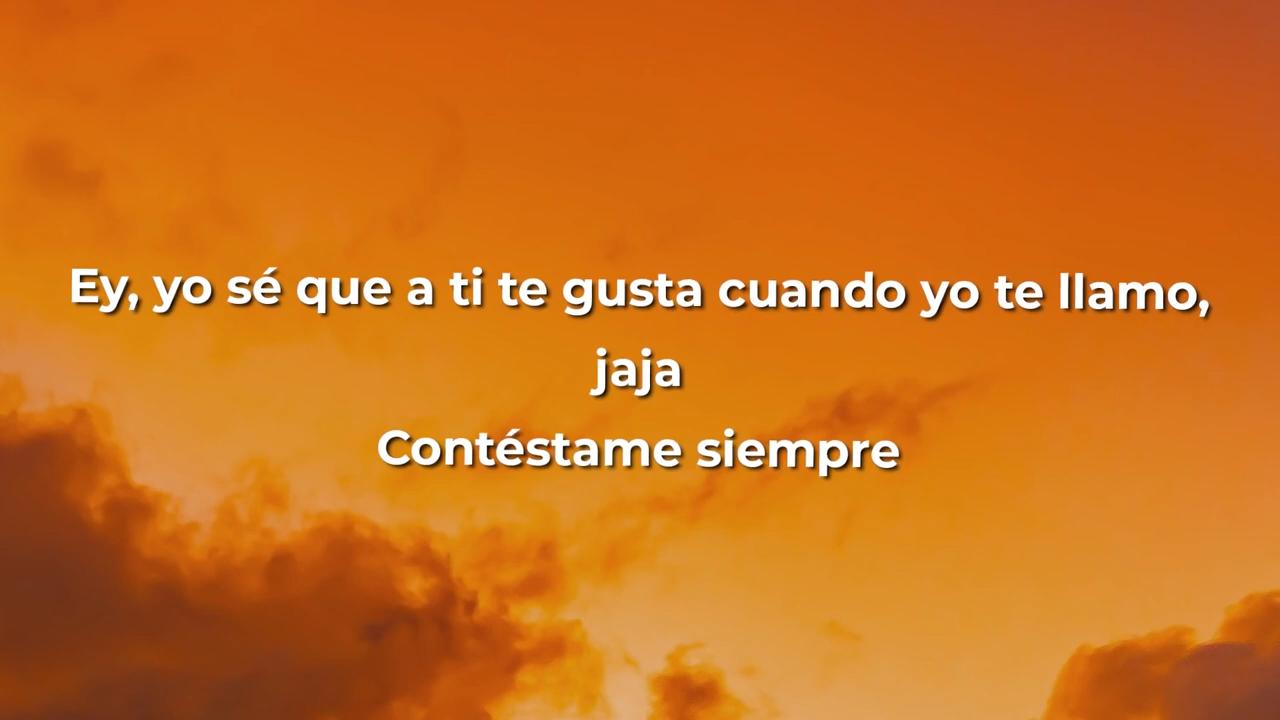 Ey, yo sé que a ti te gusta cuando yo te llamo,
jaja
Contéstame siempre